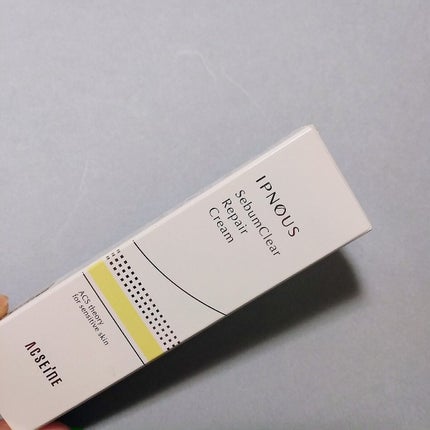 IPNOUS
SebumClear
Repair
Cream
ACS theory
for sensitive skin
ACSEINE